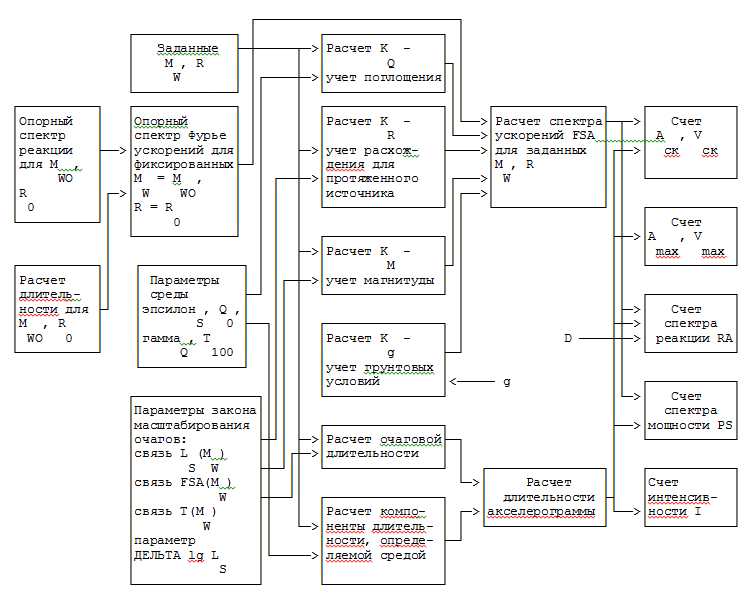 Заданные
M , R
W
Опорный
спектр
реакции
для M ,
WO
R
0
Опорный
спектр Фурье
ускорений для
фиксированных
M = M ,
W WO
R = R
0
Расчет
длитель-
ности для
M , R
WO 0
Параметры
среды
эпсилон , Q ,
S 0
гамма , T
Q 100
Параметры закона
масштабирования
очагов:
связь L (M )
S W
связь FSA(M )
W
связь T(M )
W
параметр
ДЕЛЬТА lg L
S
Расчет K -
Q
учет поглощения
Расчет K -
R
учет расхож-
дения для
протяженного
источника
Расчет K -
M
учет магнитуды
Расчет K -
g
учет грунтовых
условий
g
Расчет очаговой
длительности
Расчет компо-
ненты длитель-
ности, опреде-
ляемой средой
Расчет спектра
ускорений FSA
для заданных
M , R
W
Расчет
длительности
акселерограммы
Счет
A , V
ск ск
Счет
A , V
max max
D
Счет
спектра
реакции RA
Счет
спектра
мощности PS
Счет
интенсив-
ности I